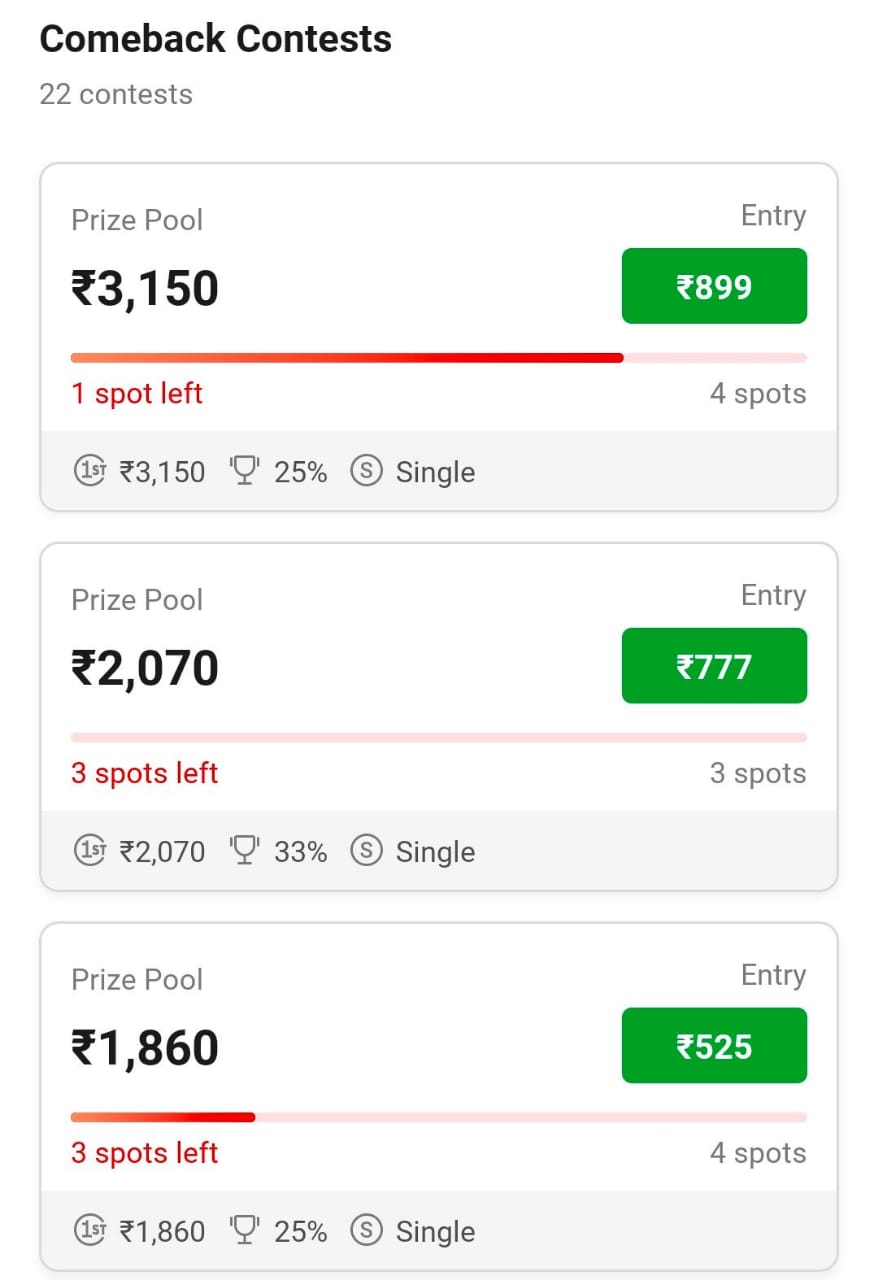 Comeback Contests
22 contests
Prize Pool Entry
₹3,150 ₹899
1 spot left 4 spots
1ST ₹3,150 25% S Single
Prize Pool Entry
₹2,070 ₹777
3 spots left 3 spots
1ST ₹2,070 33% S Single
Prize Pool Entry
₹1,860 ₹525
3 spots left 4 spots
1ST ₹1,860 25% S Single